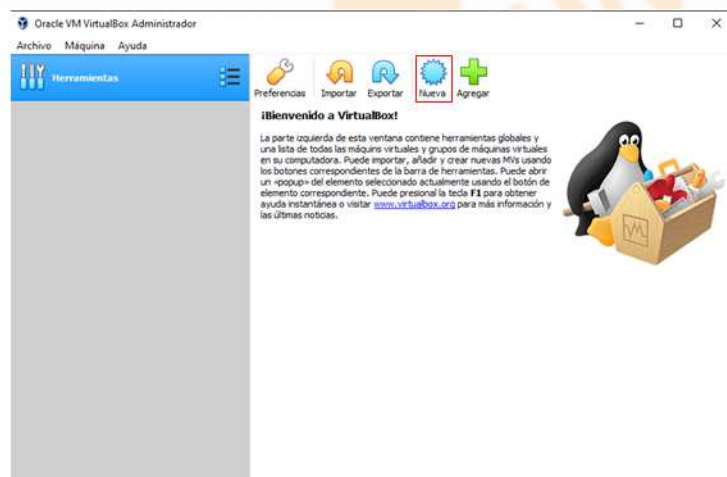 Oracle VM VirtualBox Administrador
Archivo Máquina Ayuda
Herramientas
Preferencias Importar Exportar Nueva Agregar
¡Bienvenido a VirtualBox!
La parte izquierda de esta ventana contiene herramientas globales y
una lista de todas las máquins virtuales y grupos de máquinas virtuales
en su computadora. Puede importar, añadir y crear nuevas MVs usando
los botones correspondientes de la barra de herramientas. Puede abrir
un «popup» del elemento seleccionado actualmente usando el botón de
elemento correspondiente. Puede presional la tecla F1 para obtener
ayuda instantánea o visitar www.virtualbox.org para más información y
las últimas noticias.
VM